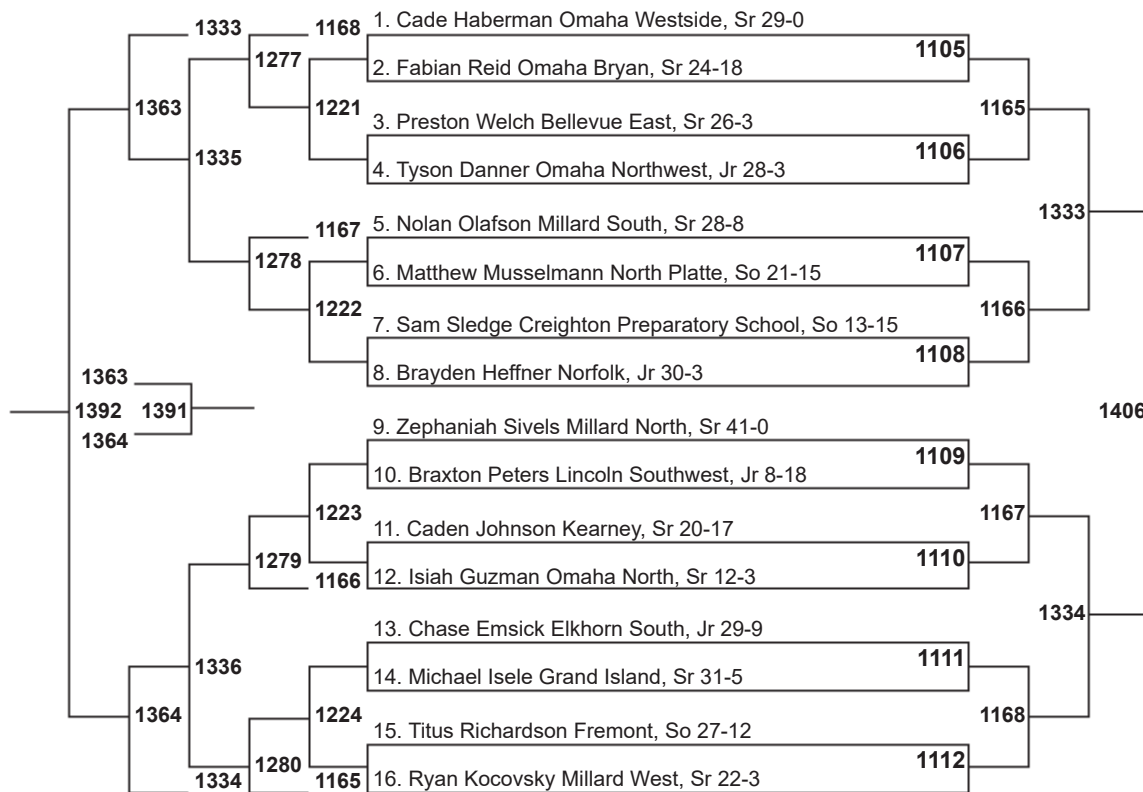 1333
1168
1. Cade Haberman Omaha Westside, Sr 29-0
1277
1105
2. Fabian Reid Omaha Bryan, Sr 24-18
1363
1221
1165
3. Preston Welch Bellevue East, Sr 26-3
1335
1106
4. Tyson Danner Omaha Northwest, Jr 28-3
1333
1167
5. Nolan Olafson Millard South, Sr 28-8
1278
1107
6. Matthew Musselmann North Platte, So 21-15
1222
1166
7. Sam Sledge Creighton Preparatory School, So 13-15
1108
8. Brayden Heffner Norfolk, Jr 30-3
1363
1392
1391
1406
1364
9. Zephaniah Sivels Millard North, Sr 41-0
1109
10. Braxton Peters Lincoln Southwest, Jr 8-18
1223
1167
11. Caden Johnson Kearney, Sr 20-17
1279
1110
1166
12. Isiah Guzman Omaha North, Sr 12-3
1334
13. Chase Emsick Elkhorn South, Jr 29-9
1336
1111
14. Michael Isele Grand Island, Sr 31-5
1364
1224
1168
15. Titus Richardson Fremont, So 27-12
1280
1112
1334
1165
16. Ryan Kocovsky Millard West, Sr 22-3